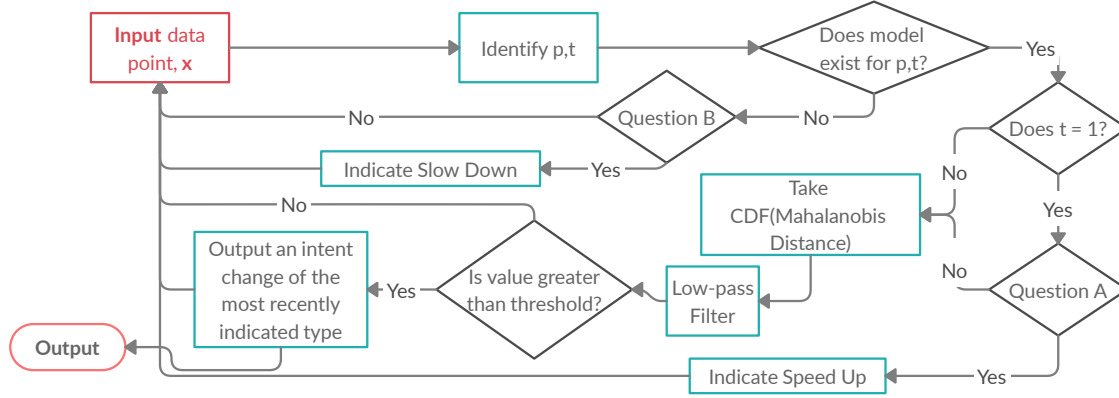 Input data
point, x
Identify p,t
Does model
exist for p,t?
Yes
No
Question B
No
Yes
Indicate Slow Down
Does t = 1?
No
Yes
Question A
No
Yes
Take
CDF(Mahalanobis
Distance)
Low-pass
Filter
Is value greater
than threshold?
No
Yes
Output an intent
change of the
most recently
indicated type
Output
Indicate Speed Up